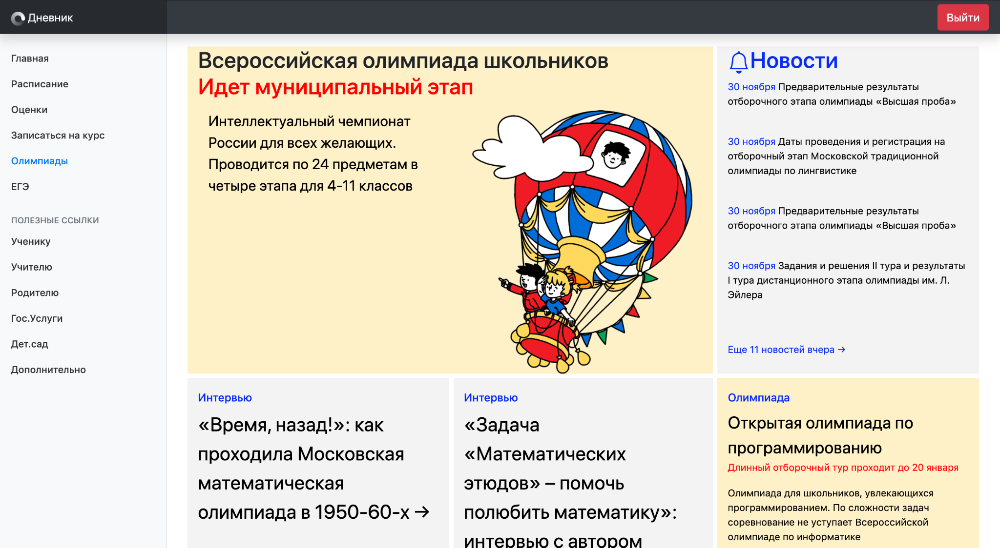 Дневник
Выйти
Главная
Расписание
Оценки
Записаться на курс
Олимпиады
ЕГЭ
ПОЛЕЗНЫЕ ССЫЛКИ
Ученику
Учителю
Родителю
Гос.Услуги
Дет.сад
Дополнительно
Всероссийская олимпиада школьников
Идет муниципальный этап
Интеллектуальный чемпионат
России для всех желающих.
Проводится по 24 предметам в
четыре этапа для 4-11 классов
Новости
30 ноября Предварительные результаты
отборочного этапа олимпиады «Высшая проба»
30 ноября Даты проведения и регистрация на
отборочный этап Московской традиционной
олимпиады по лингвистике
30 ноября Предварительные результаты
отборочного этапа олимпиады «Высшая проба»
30 ноября Задания и решения II тура и результаты
I тура дистанционного этапа олимпиады им. Л.
Эйлера
Еще 11 новостей вчера →
Интервью
«Время, назад!»: как
проходила Московская
математическая
олимпиада в 1950-60-х →
Интервью
«Задача
«Математических
этюдов» – помочь
полюбить математику»:
интервью с автором
Олимпиада
Открытая олимпиада по
программированию
Длинный отборочный тур проходит до 20 января
Олимпиада для школьников, увлекающихся
программированием. По сложности задач
соревнование не уступает Всероссийской
олимпиаде по информатике